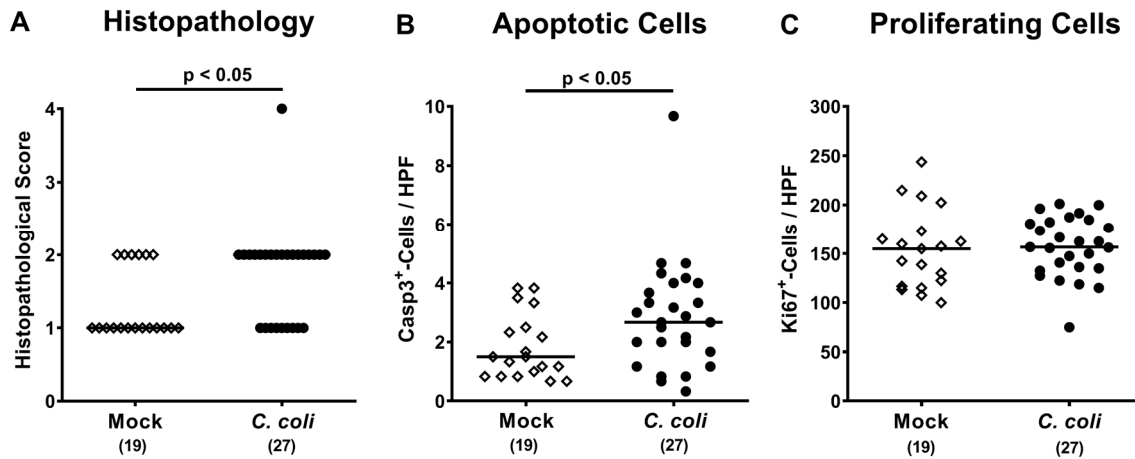 A Histopathology
p < 0.05
Histopathological Score
4
3
2
1
0
Mock
(19)
C. coli
(27)
B Apoptotic Cells
p < 0.05
Casp3⁺-Cells / HPF
10
8
6
4
2
0
Mock
(19)
C. coli
(27)
C Proliferating Cells
Ki67⁺-Cells / HPF
300
250
200
150
100
50
0
Mock
(19)
C. coli
(27)